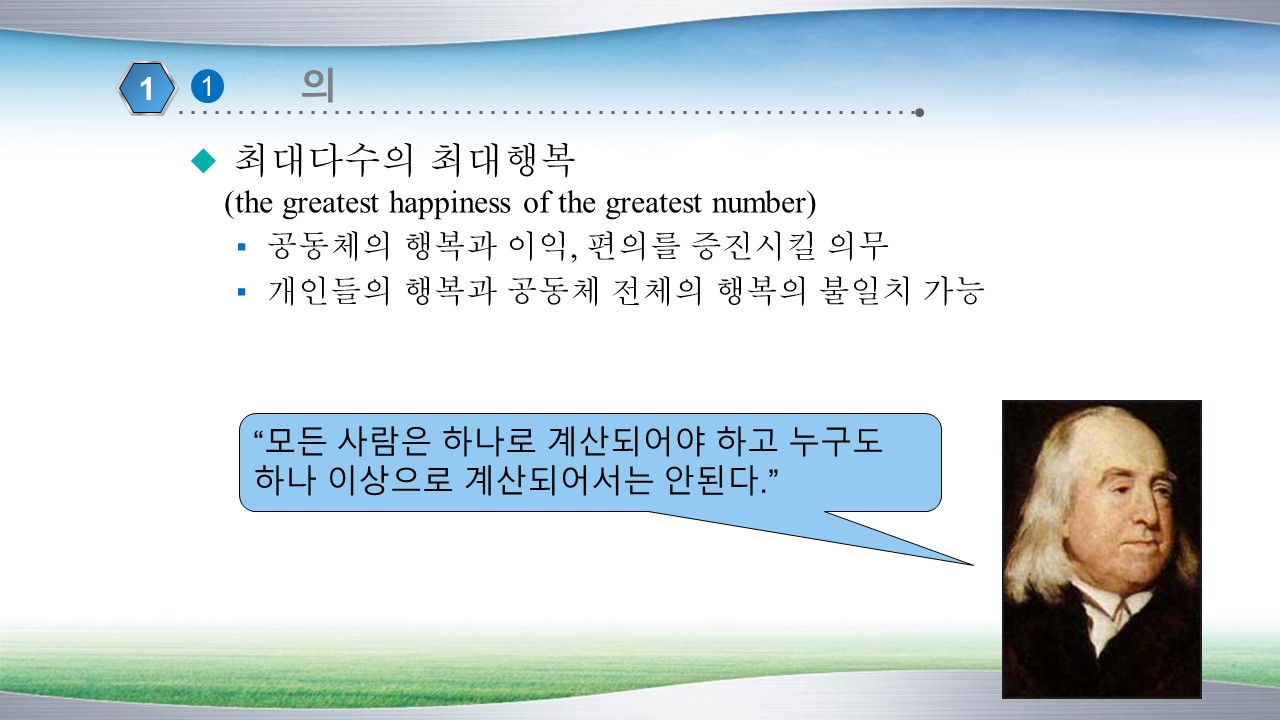 1 1 의
◆ 최대다수의 최대행복
(the greatest happiness of the greatest number)
▪ 공동체의 행복과 이익, 편의를 증진시킬 의무
▪ 개인들의 행복과 공동체 전체의 행복의 불일치 가능
“모든 사람은 하나로 계산되어야 하고 누구도
하나 이상으로 계산되어서는 안된다.”